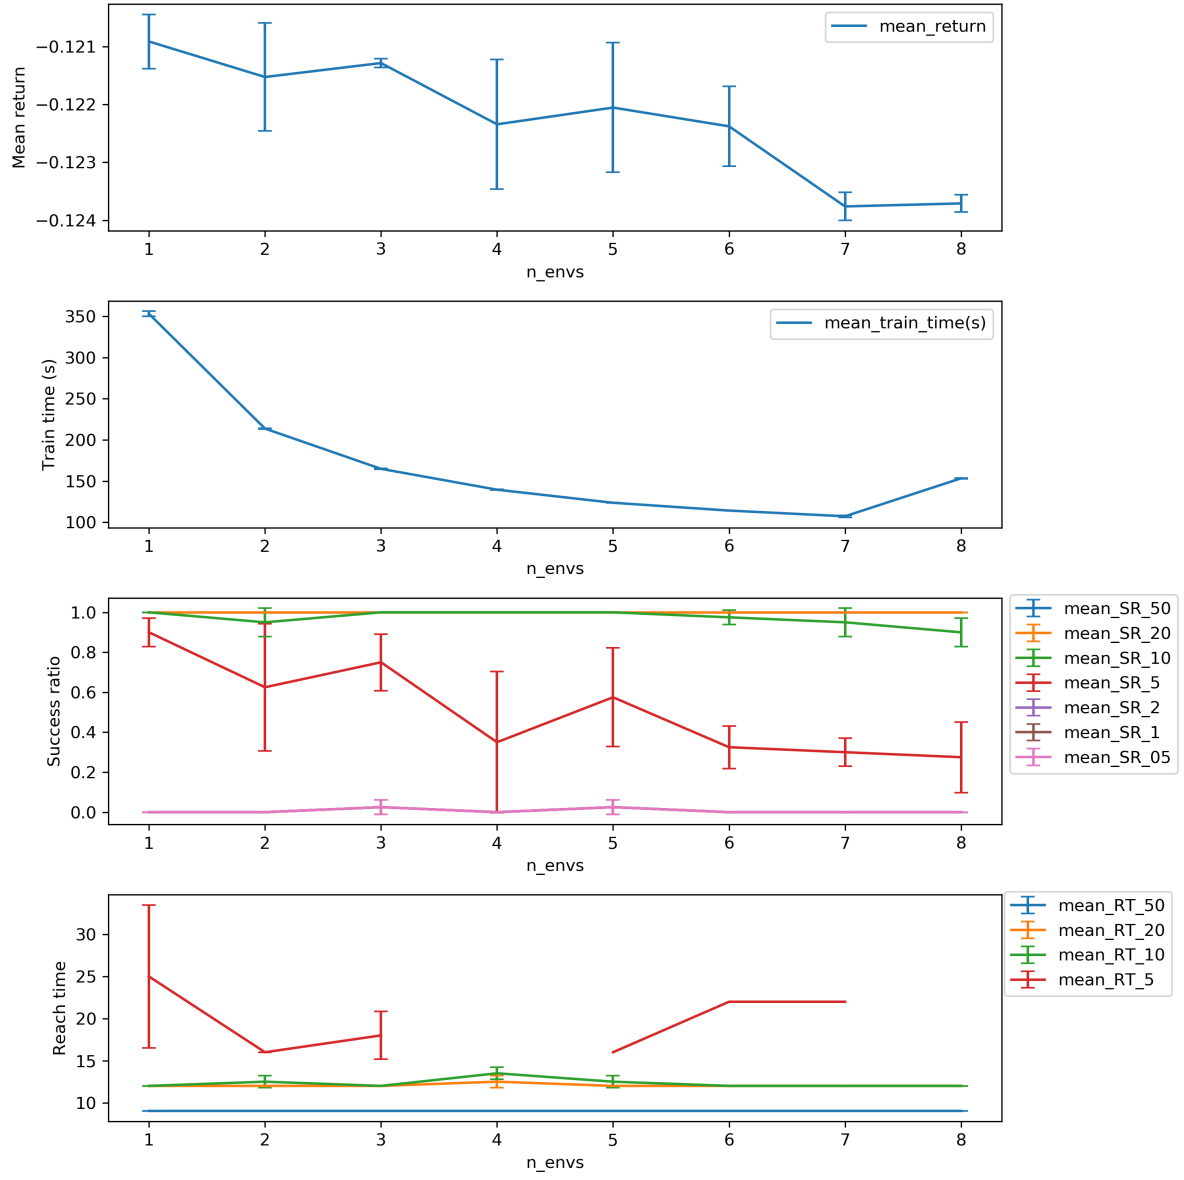 −0.121
−0.122
−0.123
−0.124
Mean return
mean_return
1 2 3 4 5 6 7 8
n_envs
350
300
250
200
150
100
Train time (s)
mean_train_time(s)
1 2 3 4 5 6 7 8
n_envs
1.0
0.8
0.6
0.4
0.2
0.0
Success ratio
mean_SR_50
mean_SR_20
mean_SR_10
mean_SR_5
mean_SR_2
mean_SR_1
mean_SR_05
1 2 3 4 5 6 7 8
n_envs
30
25
20
15
10
Reach time
mean_RT_50
mean_RT_20
mean_RT_10
mean_RT_5
1 2 3 4 5 6 7 8
n_envs